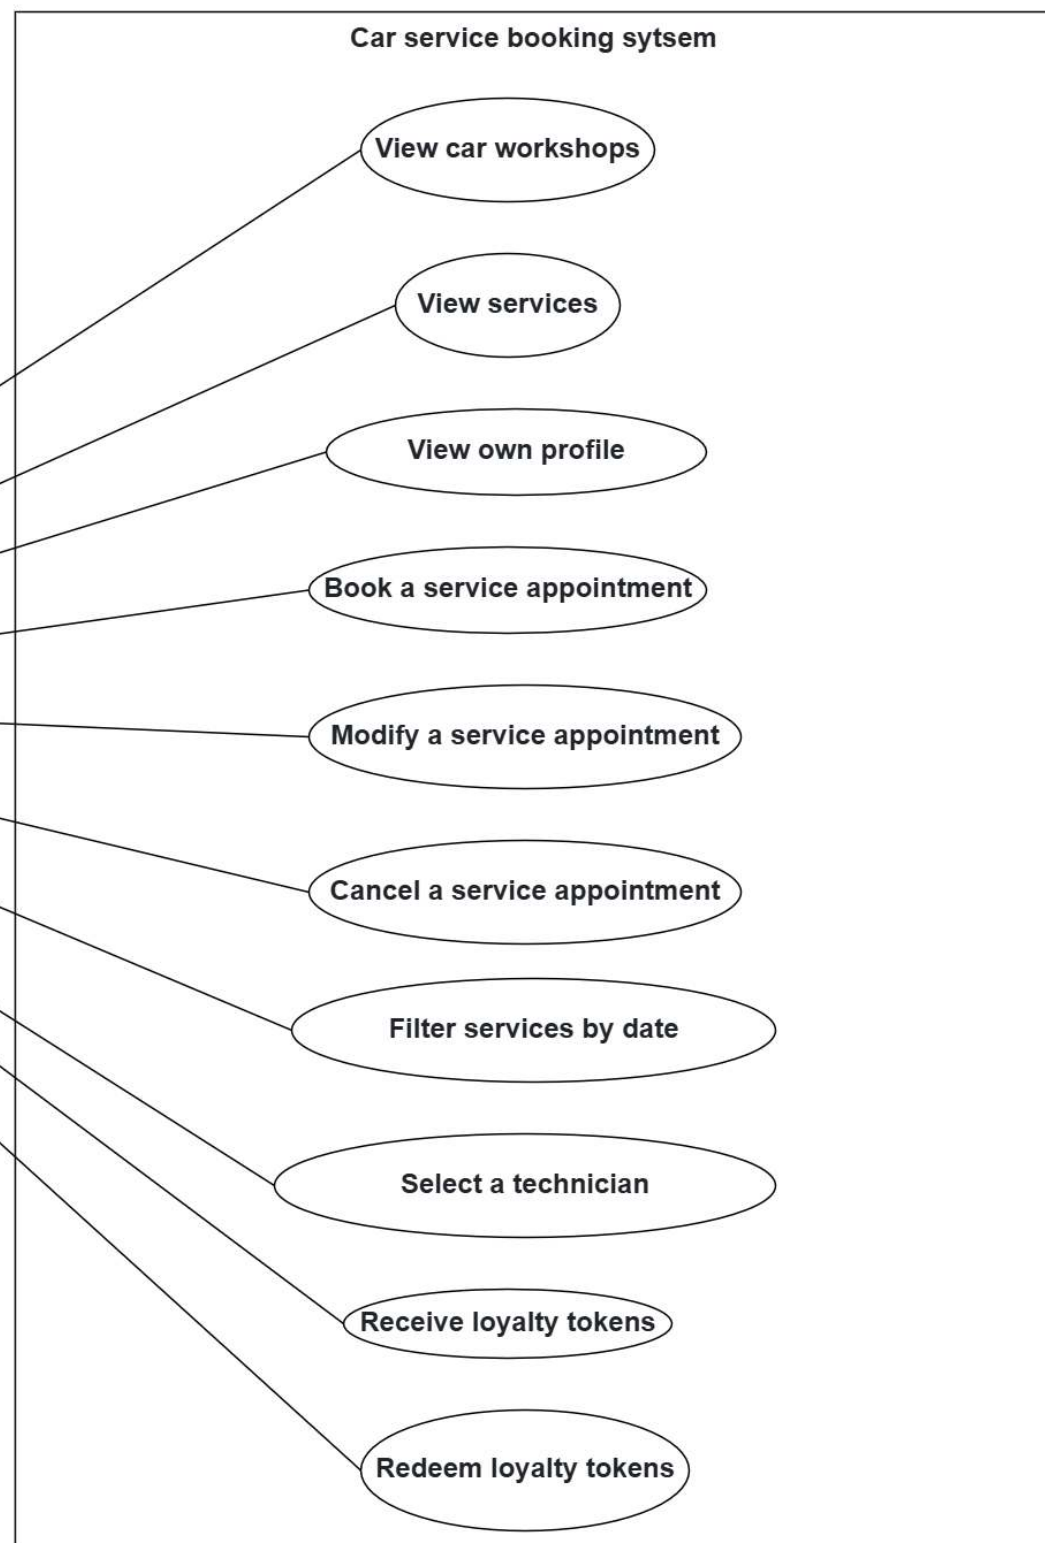 Car service booking sytsem
View car workshops
View services
View own profile
Book a service appointment
Modify a service appointment
Cancel a service appointment
Filter services by date
Select a technician
Receive loyalty tokens
Redeem loyalty tokens